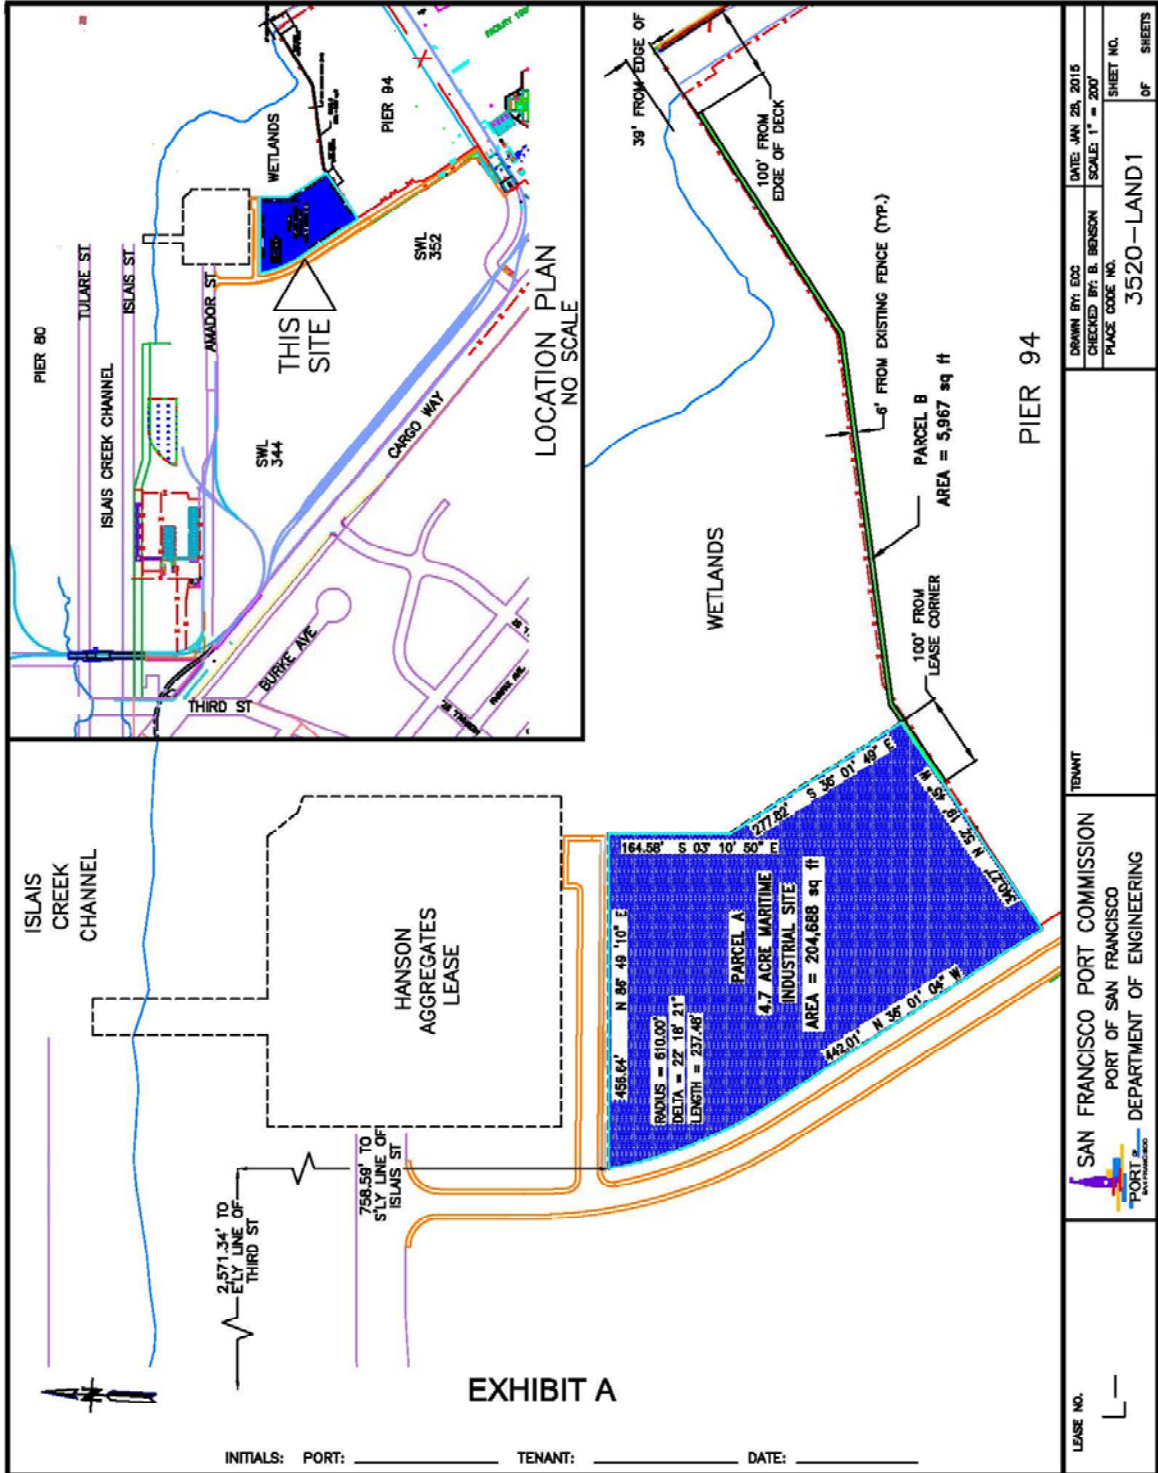 PIER 80
TULARE ST
ISLAIS ST
ISLAIS CREEK CHANNEL
AMADOR ST
WETLANDS
PIER 94
SWL
344
SWL
352
THIS
SITE
CARGO WAY
BURKE AVE
THIRD ST
LOCATION PLAN
NO SCALE
39' FROM EDGE OF
100' FROM
EDGE OF DECK
6' FROM EXISTING FENCE (TYP.)
PARCEL B
AREA = 5,967 sq ft
PIER 94
WETLANDS
100' FROM
LEASE CORNER
ISLAIS
CREEK
CHANNEL
HANSON
AGGREGATES
LEASE
2,571.34' TO
E'LY LINE OF
THIRD ST
758.59' TO
S'LY LINE OF
ISLAIS ST
456.64' N 86° 49' 10" E
164.58' S 03° 10' 50" E
277.82' S 36° 01' 49" E
340.27' N 52° 19' 45" W
442.01' N 36° 01' 04" W
RADIUS = 610.00'
DELTA = 22° 18' 21"
LENGTH = 237.48'
PARCEL A
4.7 ACRE MARITIME
INDUSTRIAL SITE
AREA = 204,688 sq ft
N
EXHIBIT A
INITIALS: PORT: TENANT: DATE:
LEASE NO.
L—
SAN FRANCISCO PORT COMMISSION
PORT OF SAN FRANCISCO
DEPARTMENT OF ENGINEERING
PORT OF
SAN FRANCISCO
TENANT
DRAWN BY: EOC
CHECKED BY: B. BENSON
PLACE CODE NO.
3520-LAND1
DATE: JAN 28, 2015
SCALE: 1" = 200'
SHEET NO.
OF SHEETS